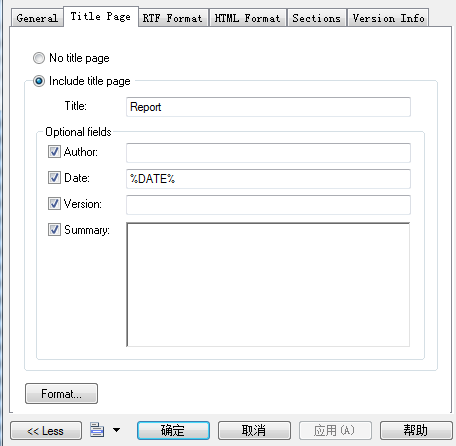 General Title Page RTF Format HTML Format Sections Version Info
No title page
Include title page
Title: Report
Optional fields
Author:
Date: %DATE%
Version:
Summary:
Format...
<< Less 确定 取消 应用(A) 帮助